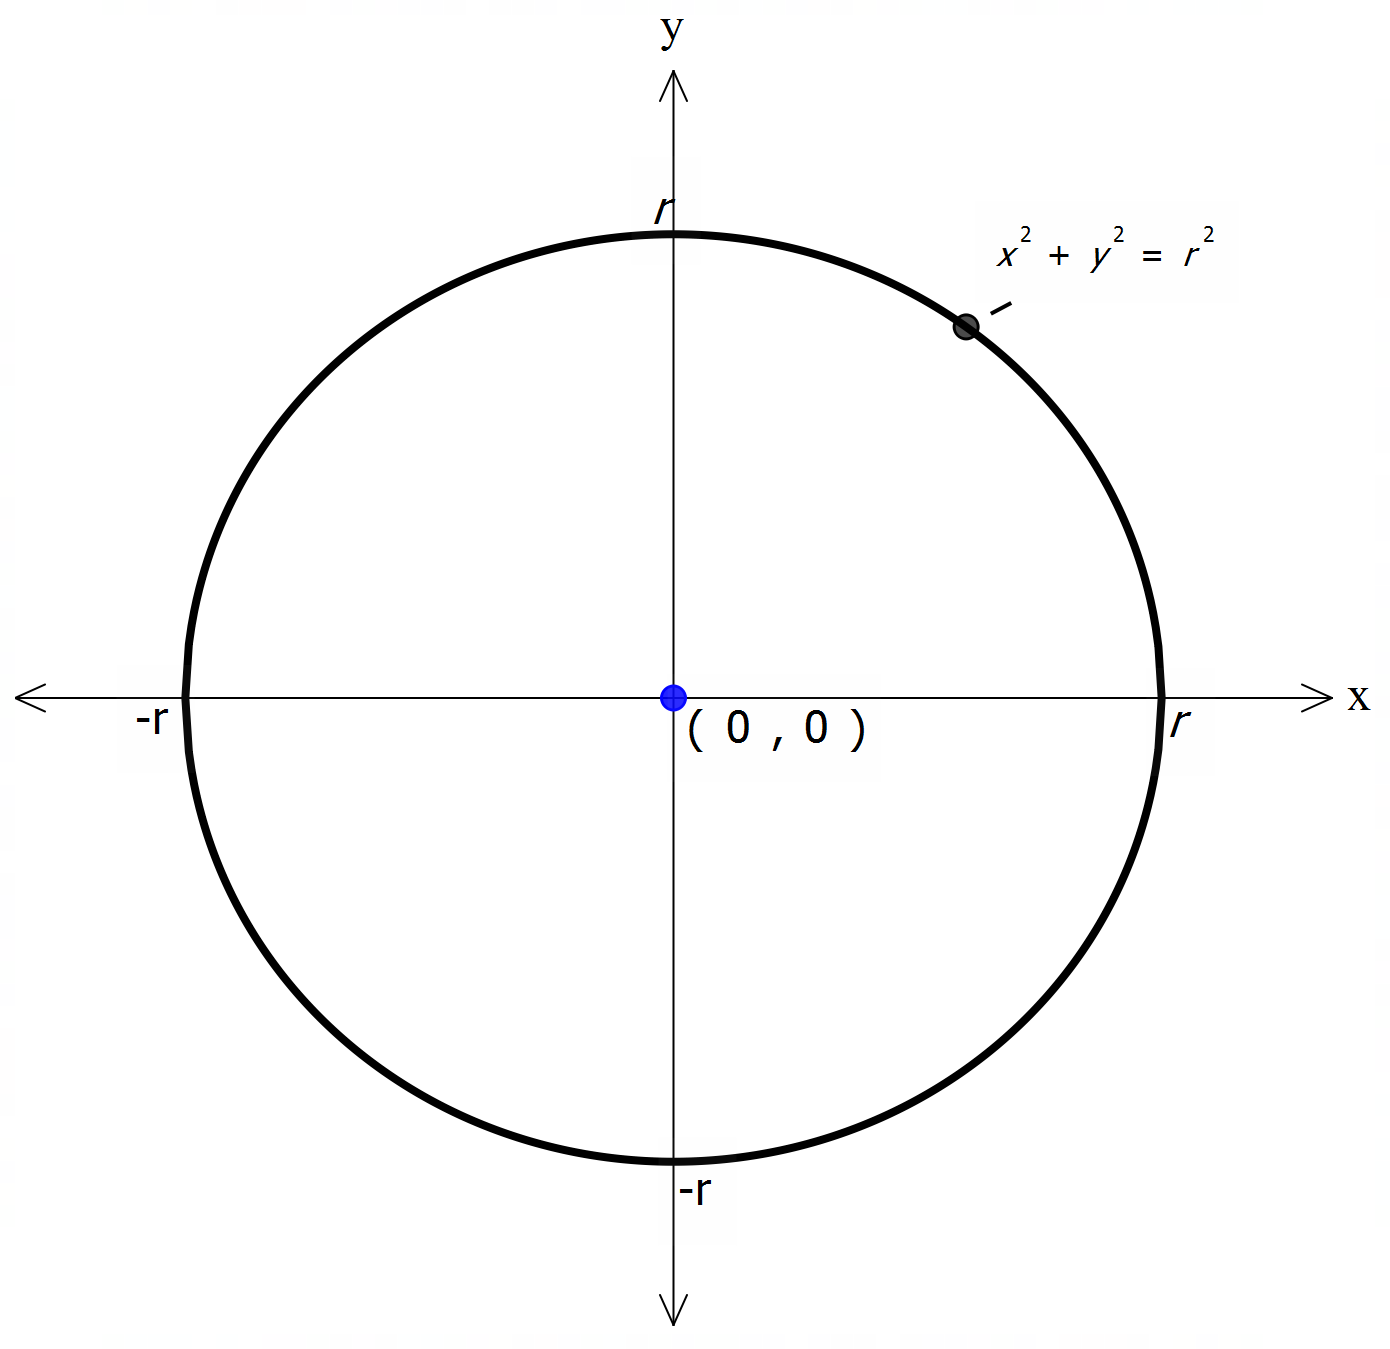 y
r
x² + y² = r²
x
-r
r
( 0 , 0 )
-r